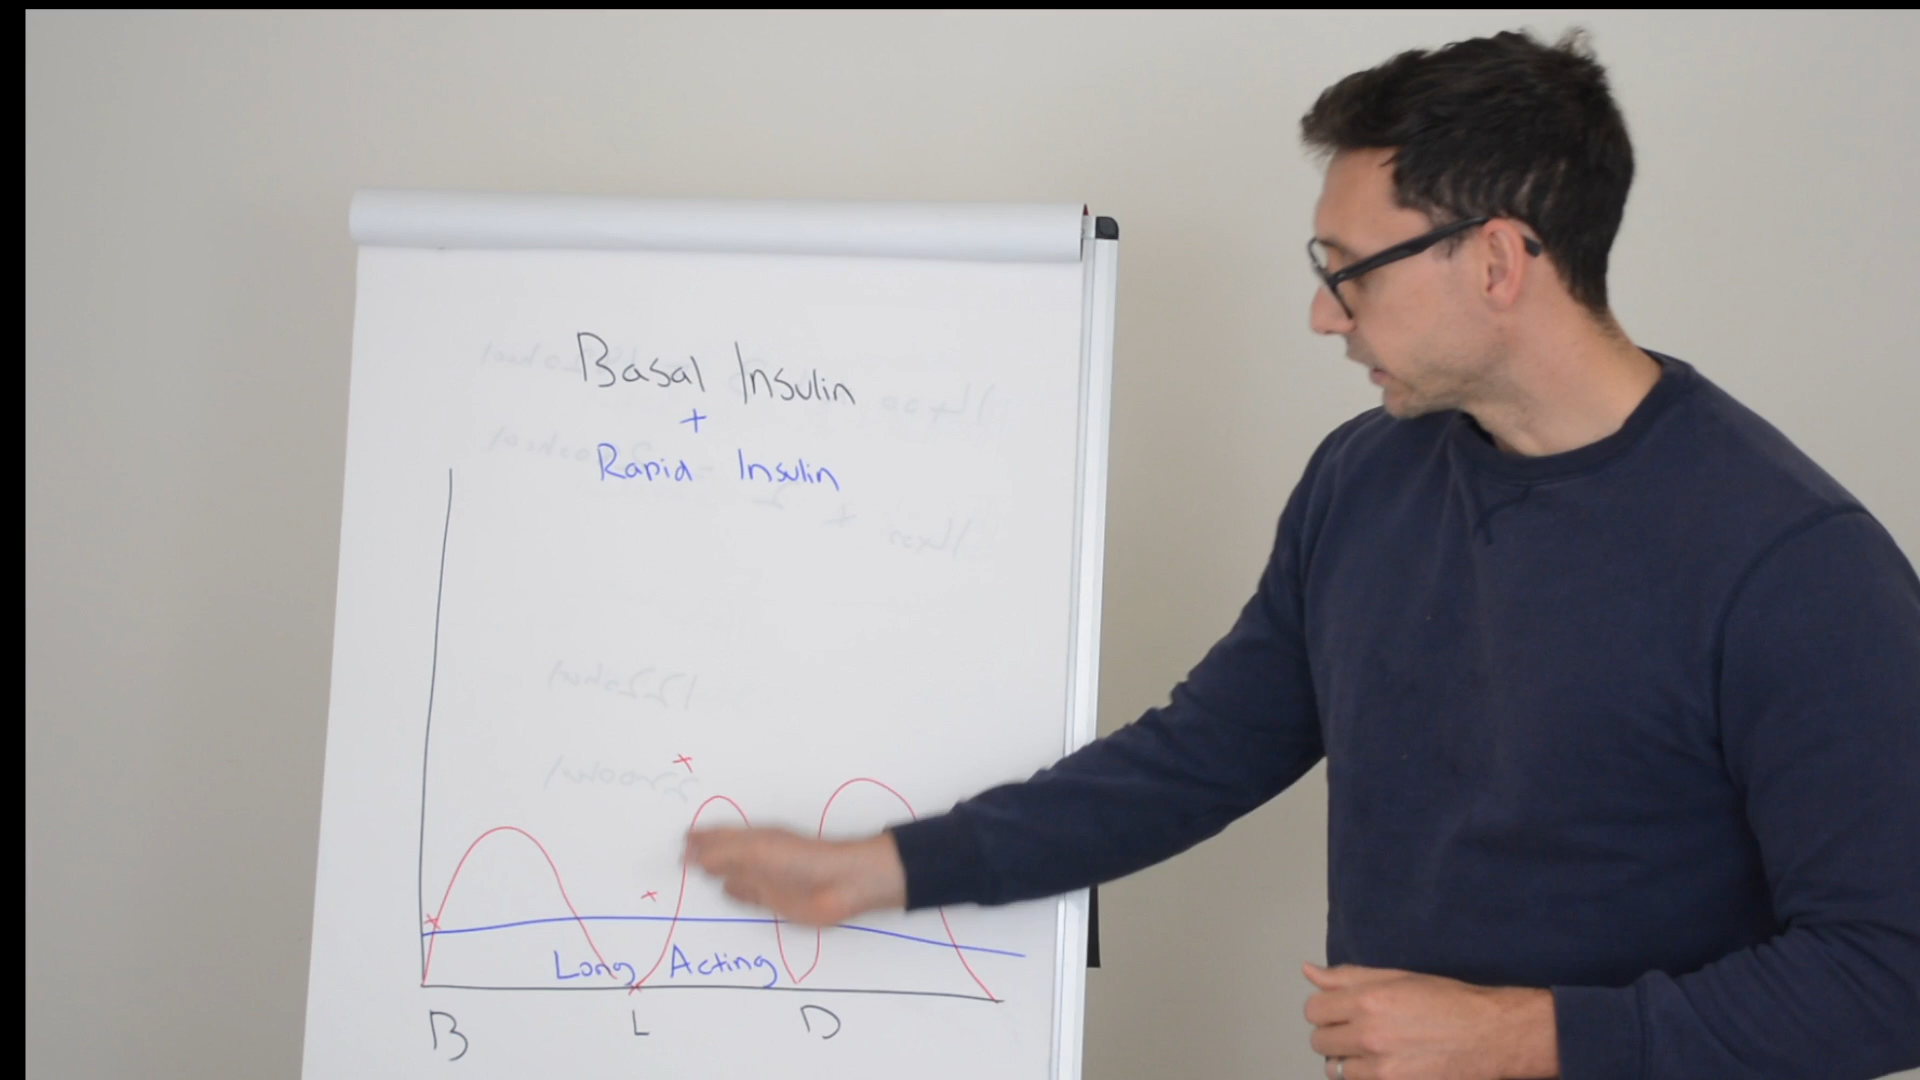 Basal Insulin
+
Rapid Insulin
Long Acting
B L D